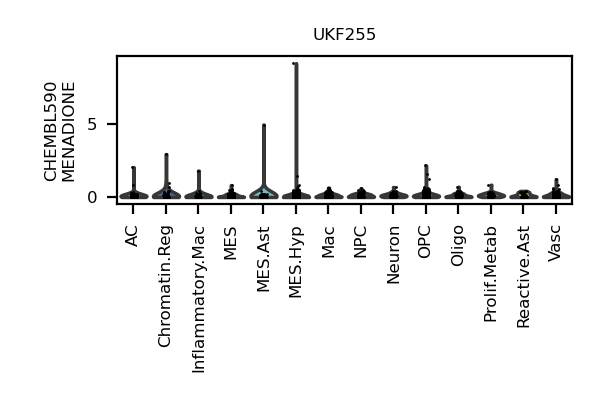 UKF255
CHEMBL590
MENADIONE
5
0
AC
Chromatin.Reg
Inflammatory.Mac
MES
MES.Ast
MES.Hyp
Mac
NPC
Neuron
OPC
Oligo
Prolif.Metab
Reactive.Ast
Vasc